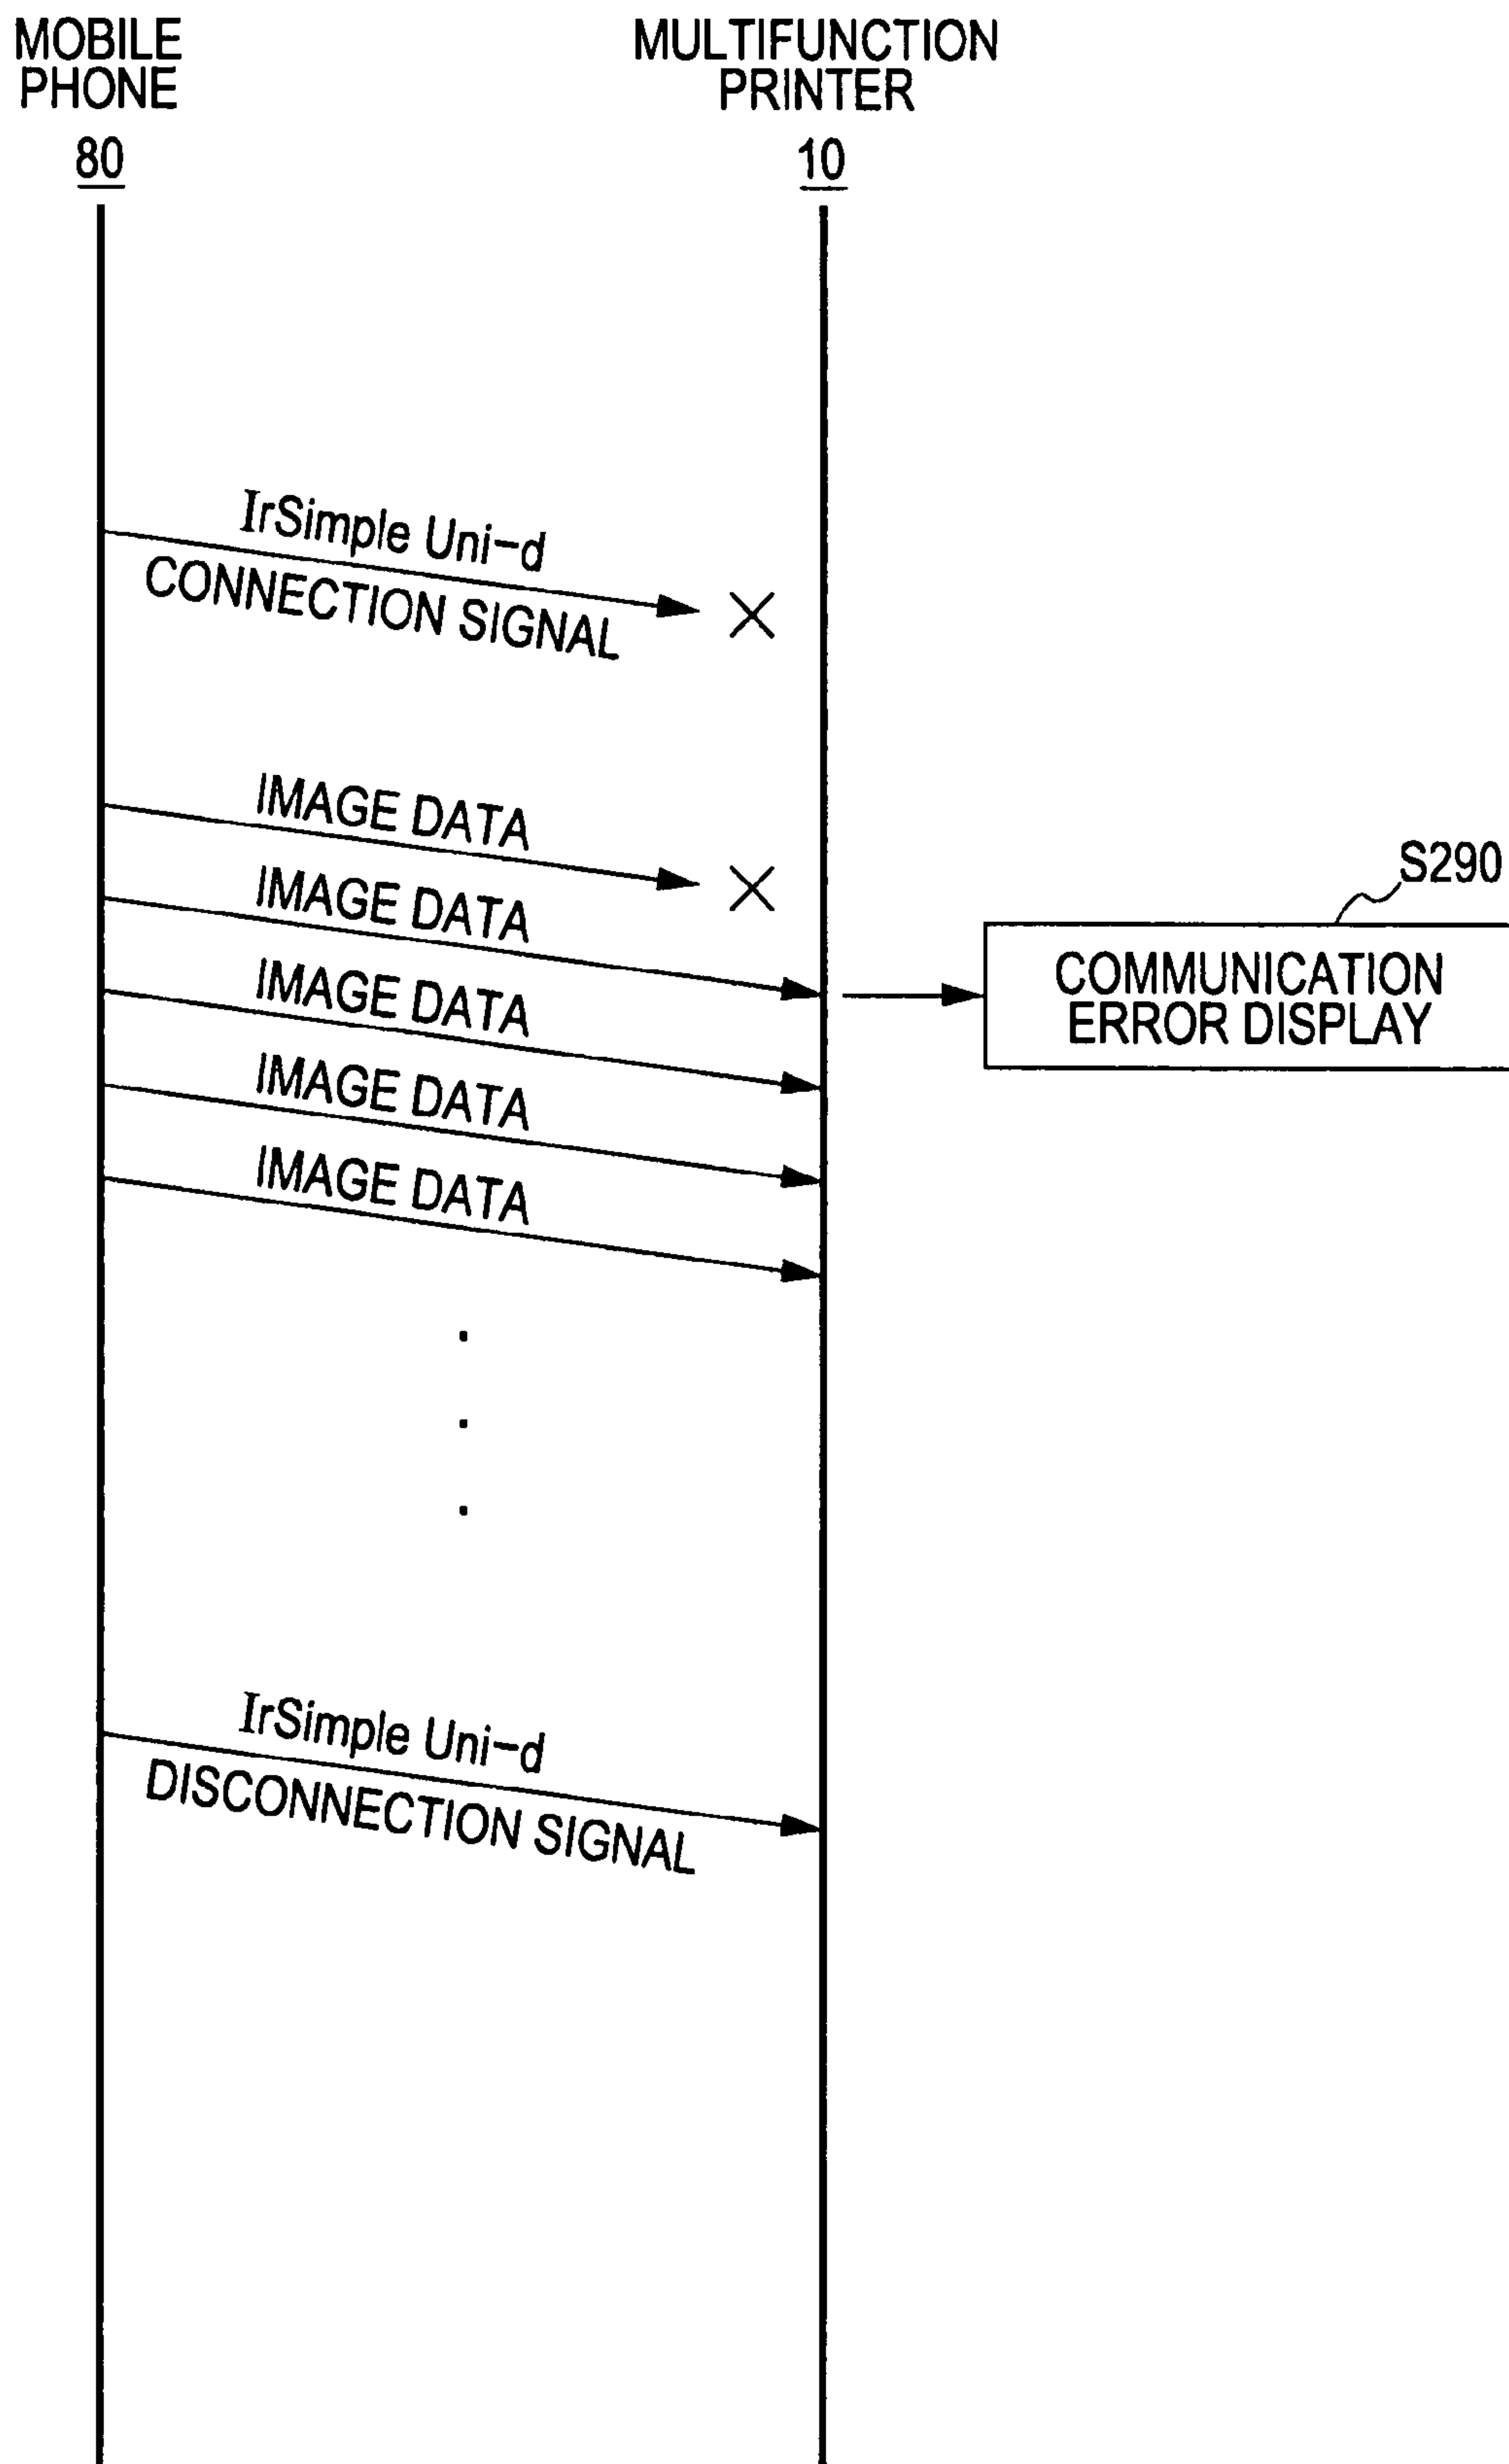 MOBILE
PHONE
80
MULTIFUNCTION
PRINTER
10
IrSimple Uni-d
CONNECTION SIGNAL
IMAGE DATA
IMAGE DATA
S290
COMMUNICATION
ERROR DISPLAY
IMAGE DATA
IMAGE DATA
IMAGE DATA
IrSimple Uni-d
DISCONNECTION SIGNAL